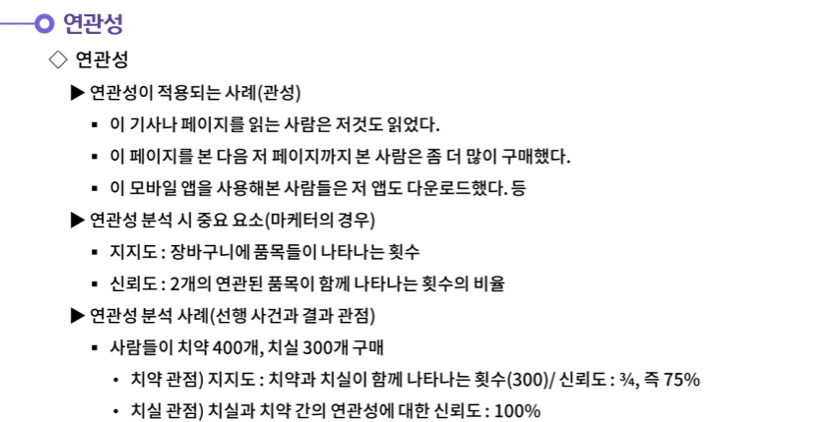 연관성
◇ 연관성
▶ 연관성이 적용되는 사례(관성)
▪ 이 기사나 페이지를 읽는 사람은 저것도 읽었다.
▪ 이 페이지를 본 다음 저 페이지까지 본 사람은 좀 더 많이 구매했다.
▪ 이 모바일 앱을 사용해본 사람들은 저 앱도 다운로드했다. 등
▶ 연관성 분석 시 중요 요소(마케터의 경우)
▪ 지지도 : 장바구니에 품목들이 나타나는 횟수
▪ 신뢰도 : 2개의 연관된 품목이 함께 나타나는 횟수의 비율
▶ 연관성 분석 사례(선행 사건과 결과 관점)
▪ 사람들이 치약 400개, 치실 300개 구매
• 치약 관점) 지지도 : 치약과 치실이 함께 나타나는 횟수(300)/ 신뢰도 : ¾, 즉 75%
• 치실 관점) 치실과 치약 간의 연관성에 대한 신뢰도 : 100%